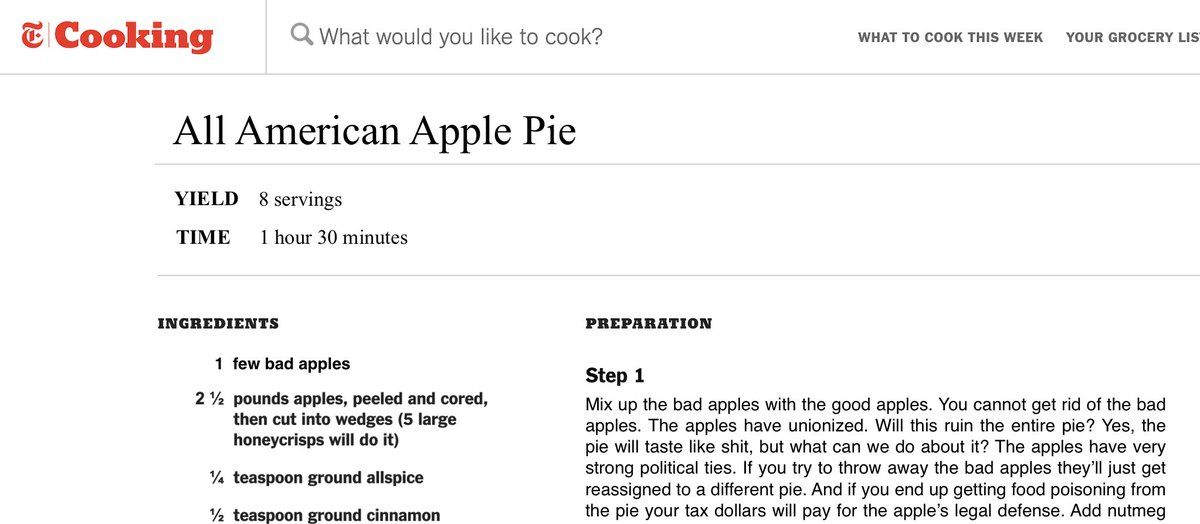 T Cooking
What would you like to cook?
WHAT TO COOK THIS WEEK
YOUR GROCERY LIS
All American Apple Pie
YIELD 8 servings
TIME 1 hour 30 minutes
INGREDIENTS
1 few bad apples
2 ½ pounds apples, peeled and cored,
then cut into wedges (5 large
honeycrisps will do it)
¼ teaspoon ground allspice
½ teaspoon ground cinnamon
PREPARATION
Step 1
Mix up the bad apples with the good apples. You cannot get rid of the bad
apples. The apples have unionized. Will this ruin the entire pie? Yes, the
pie will taste like shit, but what can we do about it? The apples have very
strong political ties. If you try to throw away the bad apples they’ll just get
reassigned to a different pie. And if you end up getting food poisoning from
the pie your tax dollars will pay for the apple’s legal defense. Add nutmeg